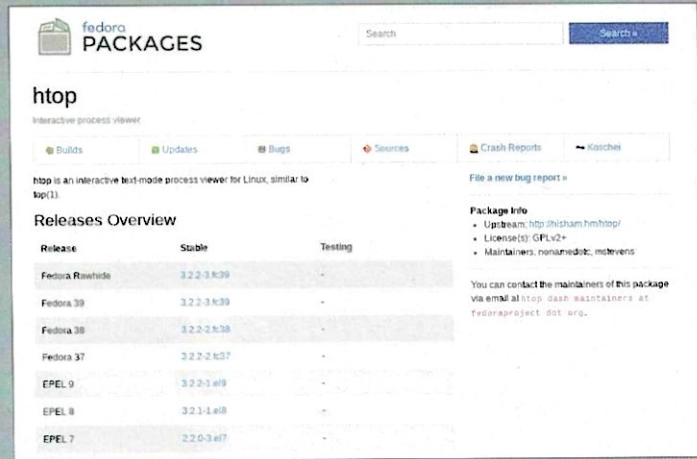 fedora
PACKAGES
Search
Search »
htop
Interactive process viewer
Builds
Updates
Bugs
Sources
Crash Reports
Koschei
htop is an interactive text-mode process viewer for Linux, similar to
top(1).
File a new bug report »
Releases Overview
Release Stable Testing
Fedora Rawhide 3.2.2-3.fc39 -
Fedora 39 3.2.2-3.fc39 -
Fedora 38 3.2.2-2.fc38 -
Fedora 37 3.2.2-2.fc37 -
EPEL 9 3.2.2-1.el9 -
EPEL 8 3.2.1-1.el8 -
EPEL 7 2.2.0-3.el7 -
Package Info
Upstream: http://hisham.hm/htop/
License(s): GPLv2+
Maintainers: nonamedotc, mstevens
You can contact the maintainers of this package
via email at htop dash maintainers at
fedoraproject dot org.